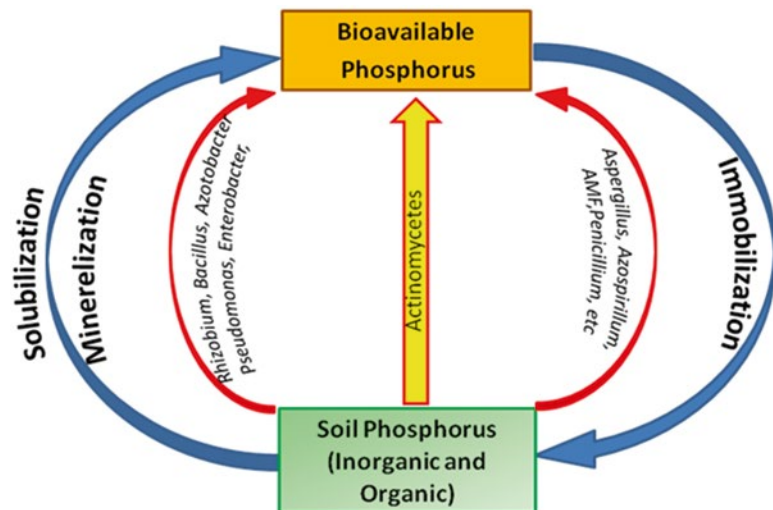 Bioavailable
Phosphorus
Solubilization
Minerelization
Rhizobium, Bacillus, Azotobacter
Pseudomonas, Enterobacter,
Actinomycetes
Aspergillus, Azospirillum,
AMF,Penicillium, etc
Immobilization
Soil Phosphorus
(Inorganic and
Organic)